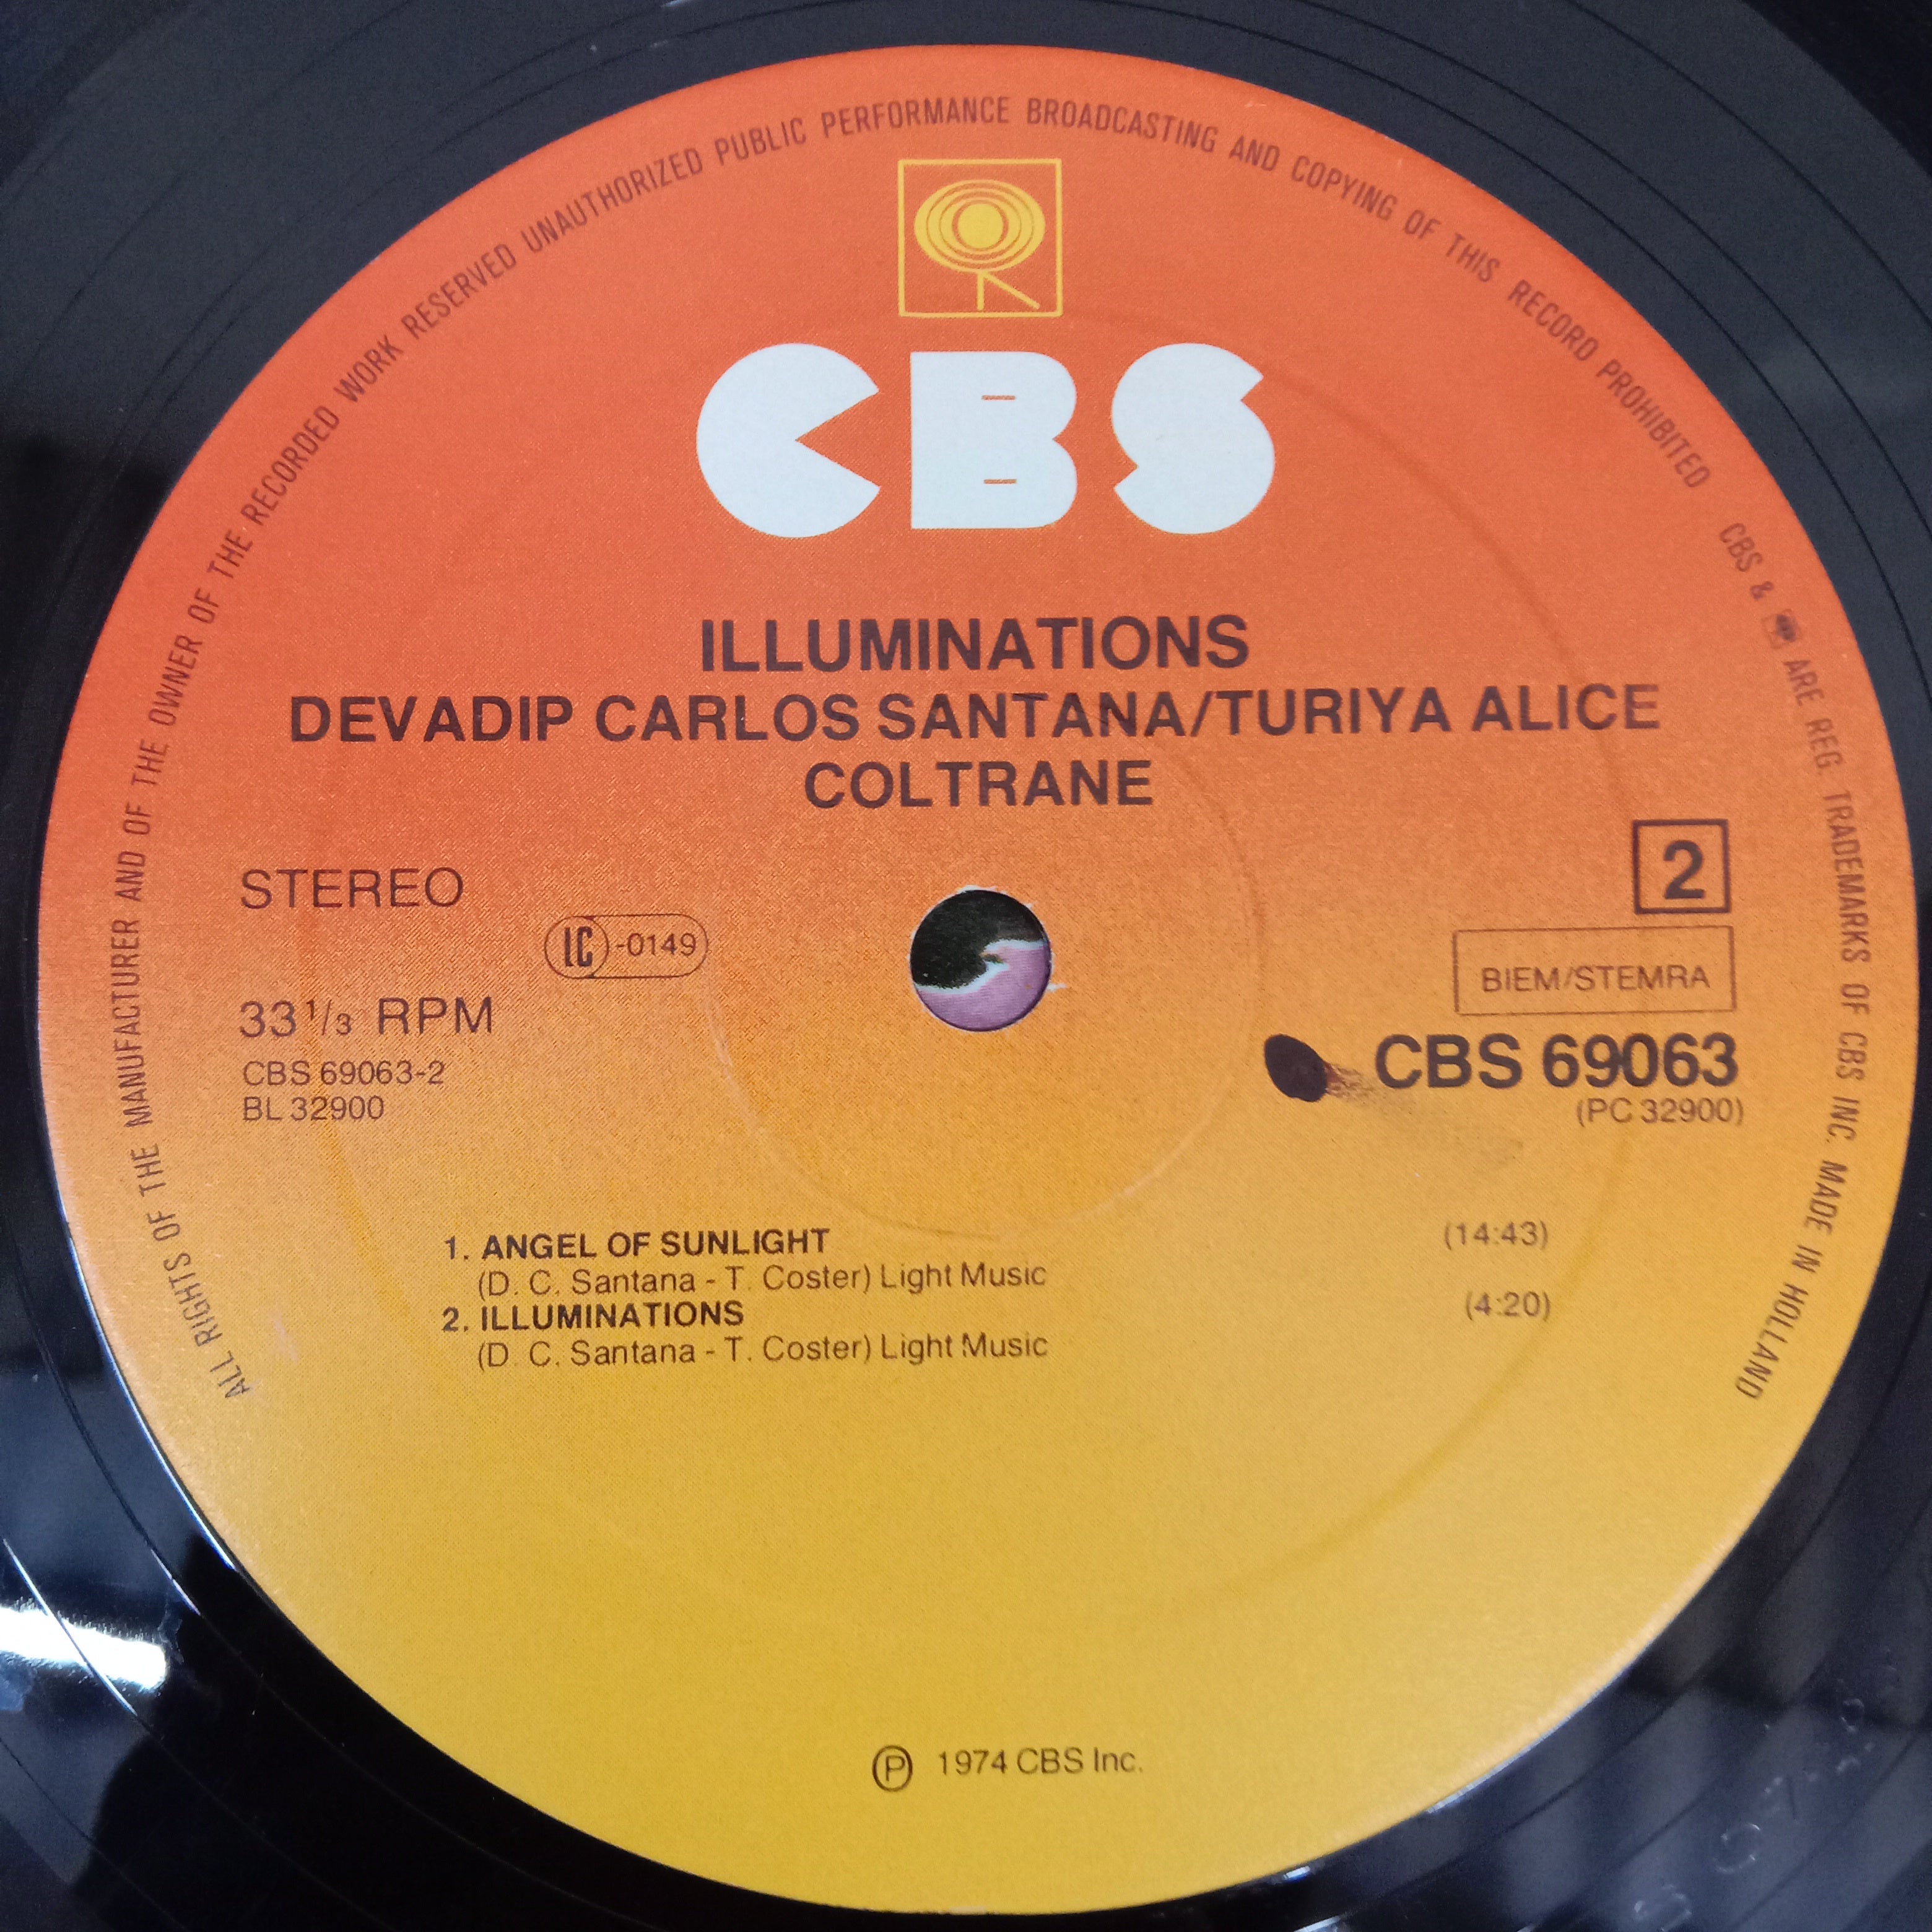 ALL RIGHTS OF THE MANUFACTURER AND OF THE OWNER OF THE RECORDED WORK RESERVED UNAUTHORIZED PUBLIC PERFORMANCE BROADCASTING AND COPYING OF THIS RECORD PROHIBITED CBS & ARE REG. TRADEMARKS OF CBS INC. MADE IN HOLLAND
CBS
ILLUMINATIONS
DEVADIP CARLOS SANTANA/TURIYA ALICE
COLTRANE
STEREO
2
LC-0149
BIEM/STEMRA
33 1/3 RPM
CBS 69063
CBS 69063-2
(PC 32900)
BL 32900
1. ANGEL OF SUNLIGHT (14:43)
(D. C. Santana - T. Coster) Light Music
2. ILLUMINATIONS (4:20)
(D. C. Santana - T. Coster) Light Music
Ⓟ 1974 CBS Inc.